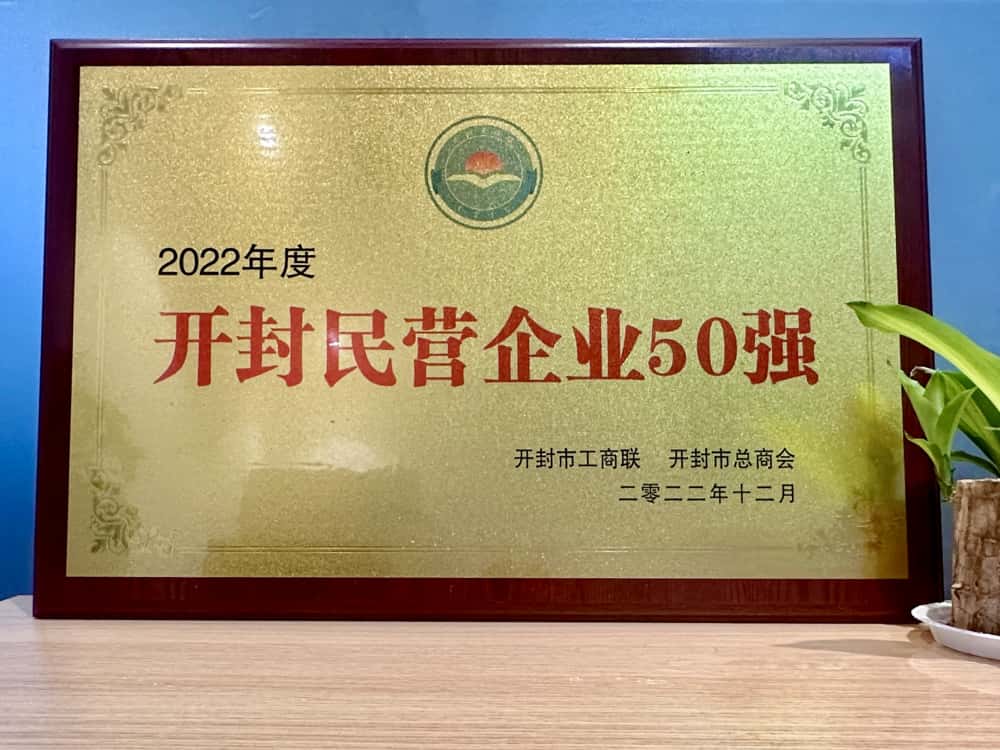 2022年度
开封民营企业50强
开封市工商联 开封市总商会
二零二二年十二月